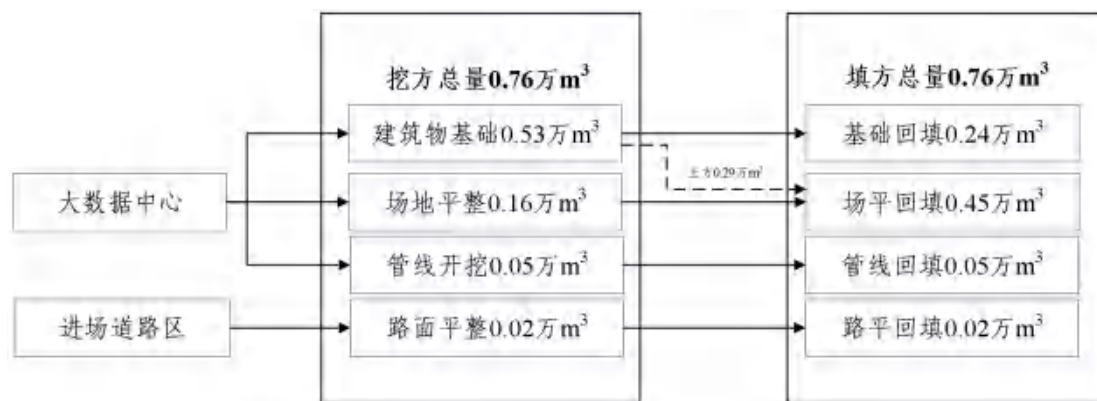 挖方总量0.76万m³
填方总量0.76万m³
建筑物基础0.53万m³
基础回填0.24万m³
土方0.29万m³
大数据中心
场地平整0.16万m³
场平回填0.45万m³
管线开挖0.05万m³
管线回填0.05万m³
进场道路区
路面平整0.02万m³
路平回填0.02万m³